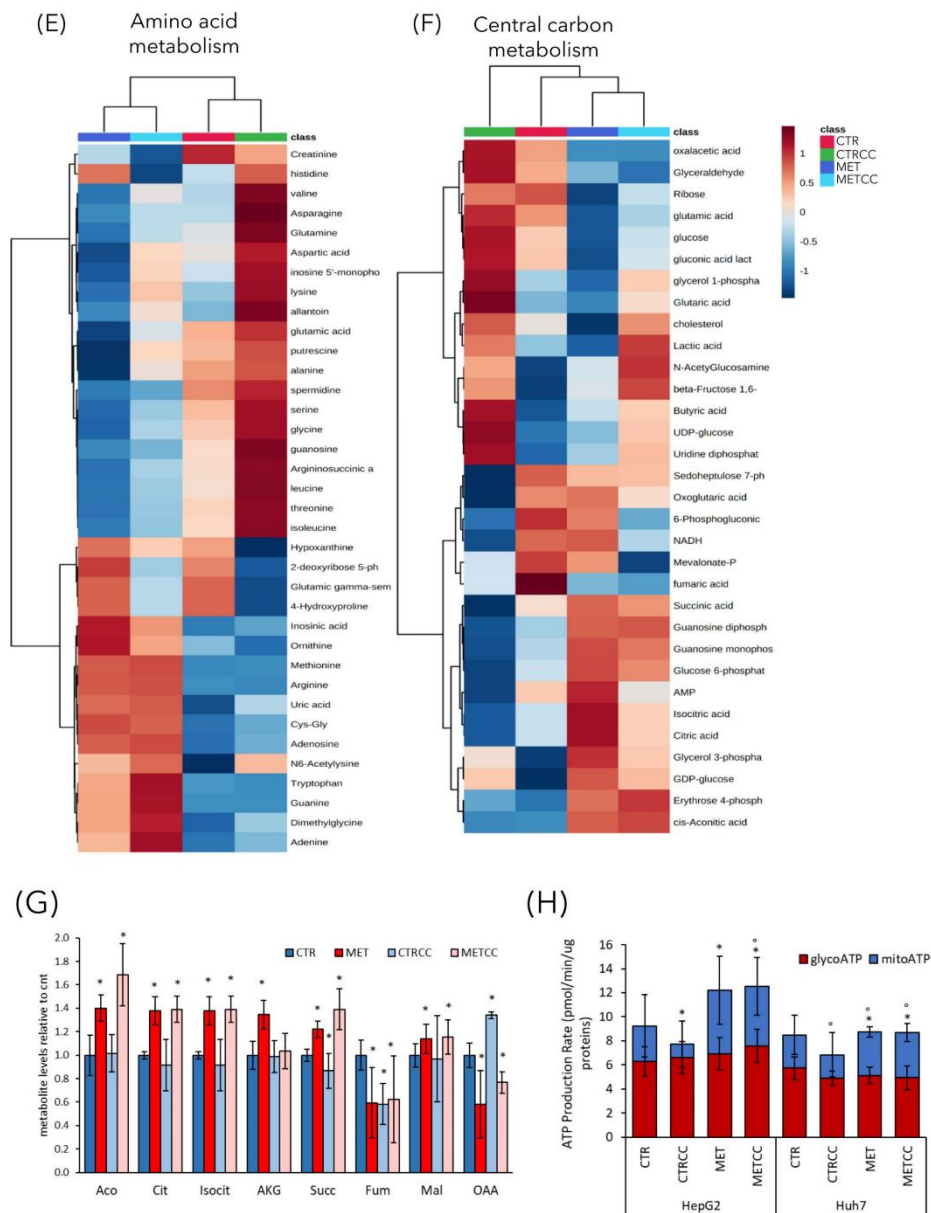 (E)
Amino acid
metabolism
class
Creatinine
histidine
valine
Asparagine
Glutamine
Aspartic acid
inosine 5'-monopho
lysine
allantoin
glutamic acid
putrescine
alanine
spermidine
serine
glycine
guanosine
Argininosuccinic a
leucine
threonine
isoleucine
Hypoxanthine
2-deoxyribose 5-ph
Glutamic gamma-sem
4-Hydroxyproline
Inosinic acid
Ornithine
Methionine
Arginine
Uric acid
Cys-Gly
Adenosine
N6-Acetylysine
Tryptophan
Guanine
Dimethylglycine
Adenine
(F)
Central carbon
metabolism
class
oxalacetic acid
Glyceraldehyde
Ribose
glutamic acid
glucose
gluconic acid lact
glycerol 1-phospha
Glutaric acid
cholesterol
Lactic acid
N-AcetyGlucosamine
beta-Fructose 1,6-
Butyric acid
UDP-glucose
Uridine diphosphat
Sedoheptulose 7-ph
Oxoglutaric acid
6-Phosphogluconic
NADH
Mevalonate-P
fumaric acid
Succinic acid
Guanosine diphosph
Guanosine monophos
Glucose 6-phosphat
AMP
Isocitric acid
Citric acid
Glycerol 3-phospha
GDP-glucose
Erythrose 4-phosph
cis-Aconitic acid
1
0.5
0
-0.5
-1
class
CTR
CTRCC
MET
METCC
(G)
metabolite levels relative to cnt
2.0
1.8
1.6
1.4
1.2
1.0
0.8
0.6
0.4
0.2
0.0
CTR MET CTRCC METCC
* * * * * * * * * * * * * * * * *
Aco Cit Isocit AKG Succ Fum Mal OAA
(H)
ATP Production Rate (pmol/min/ug
proteins)
16
14
12
10
8
6
4
2
0
glycoATP mitoATP
* * ° * ° ° * ° *
CTR CTRCC MET METCC CTR CTRCC MET METCC
HepG2 Huh7